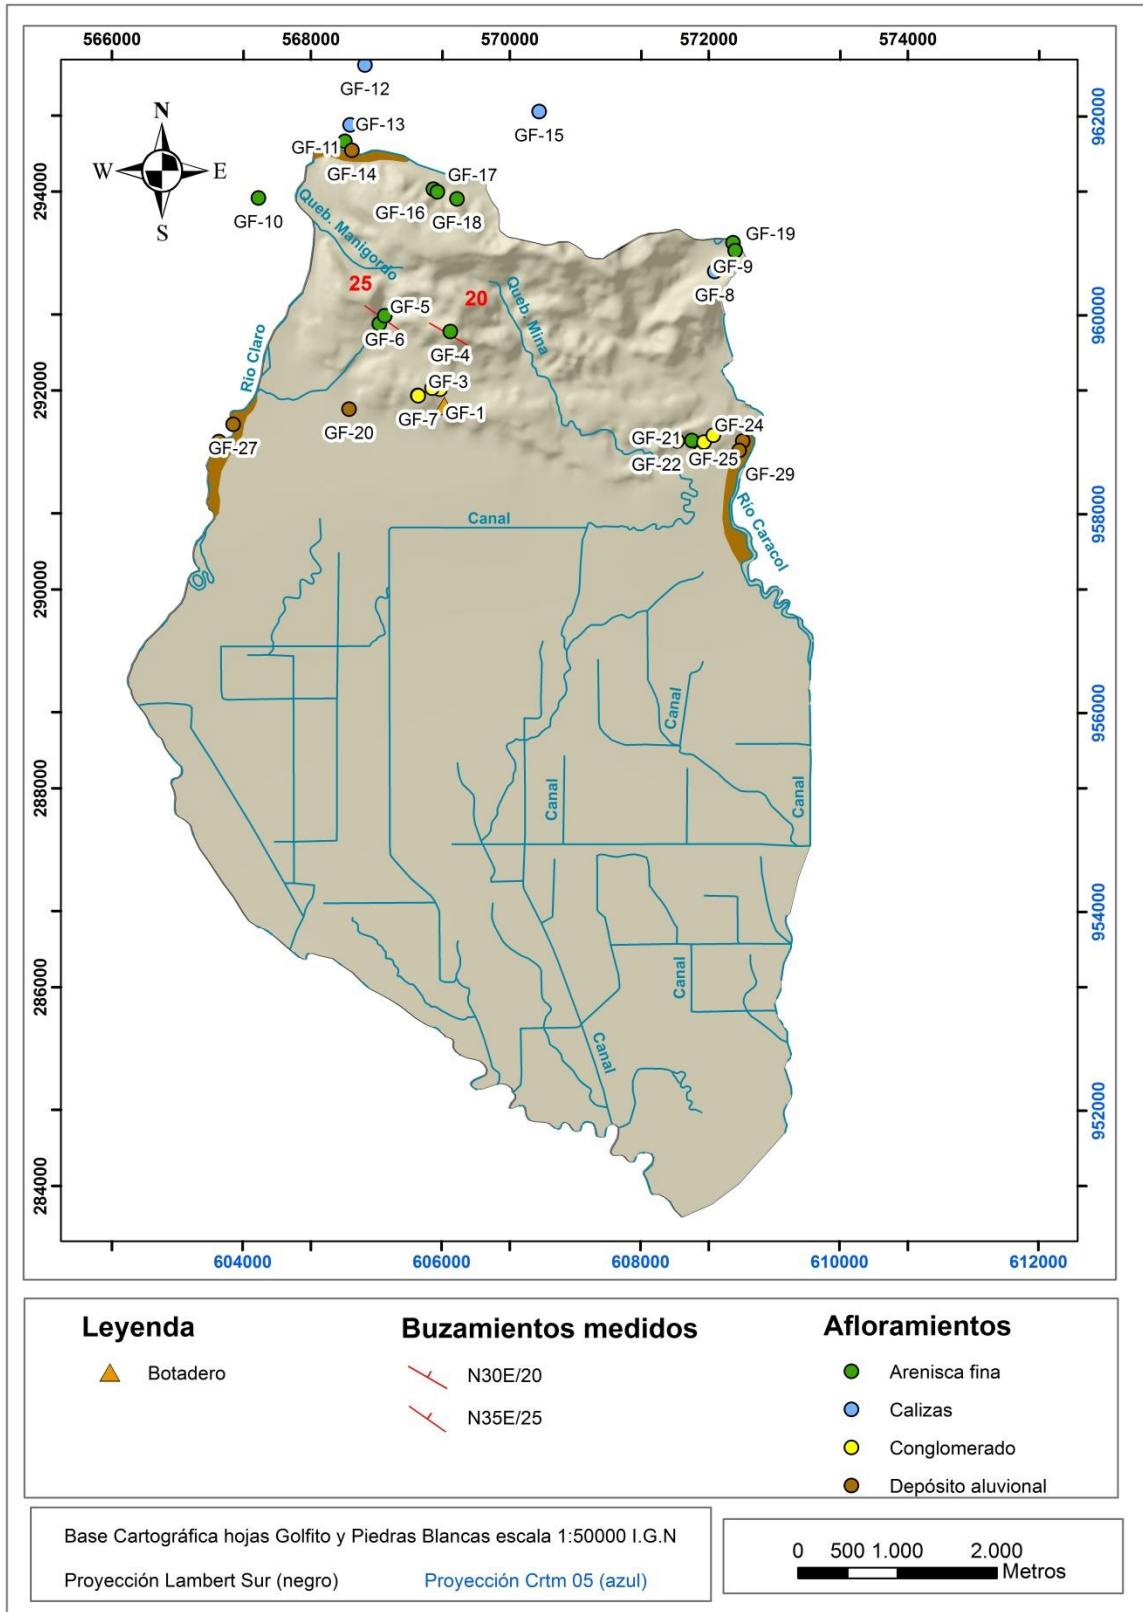 566000
568000
570000
572000
574000
GF-12
GF-13
GF-15
GF-11
GF-14
GF-17
GF-16
GF-18
GF-10
GF-19
GF-9
GF-8
N
W
E
S
Queb. Manigordo
25
20
Queb. Mina
GF-5
GF-6
GF-4
Rio Claro
GF-3
GF-7
GF-1
GF-20
GF-27
GF-24
GF-21
GF-25
GF-22
GF-29
Rio Caracol
Canal
Canal
Canal
Canal
Canal
Canal
294000
292000
290000
288000
286000
284000
962000
960000
958000
956000
954000
952000
604000
606000
608000
610000
612000
Leyenda
Botadero
Buzamientos medidos
N30E/20
N35E/25
Afloramientos
Arenisca fina
Calizas
Conglomerado
Depósito aluvional
Base Cartográfica hojas Golfito y Piedras Blancas escala 1:50000 I.G.N
Proyección Lambert Sur (negro) Proyección Crtm 05 (azul)
0 500 1.000 2.000
Metros